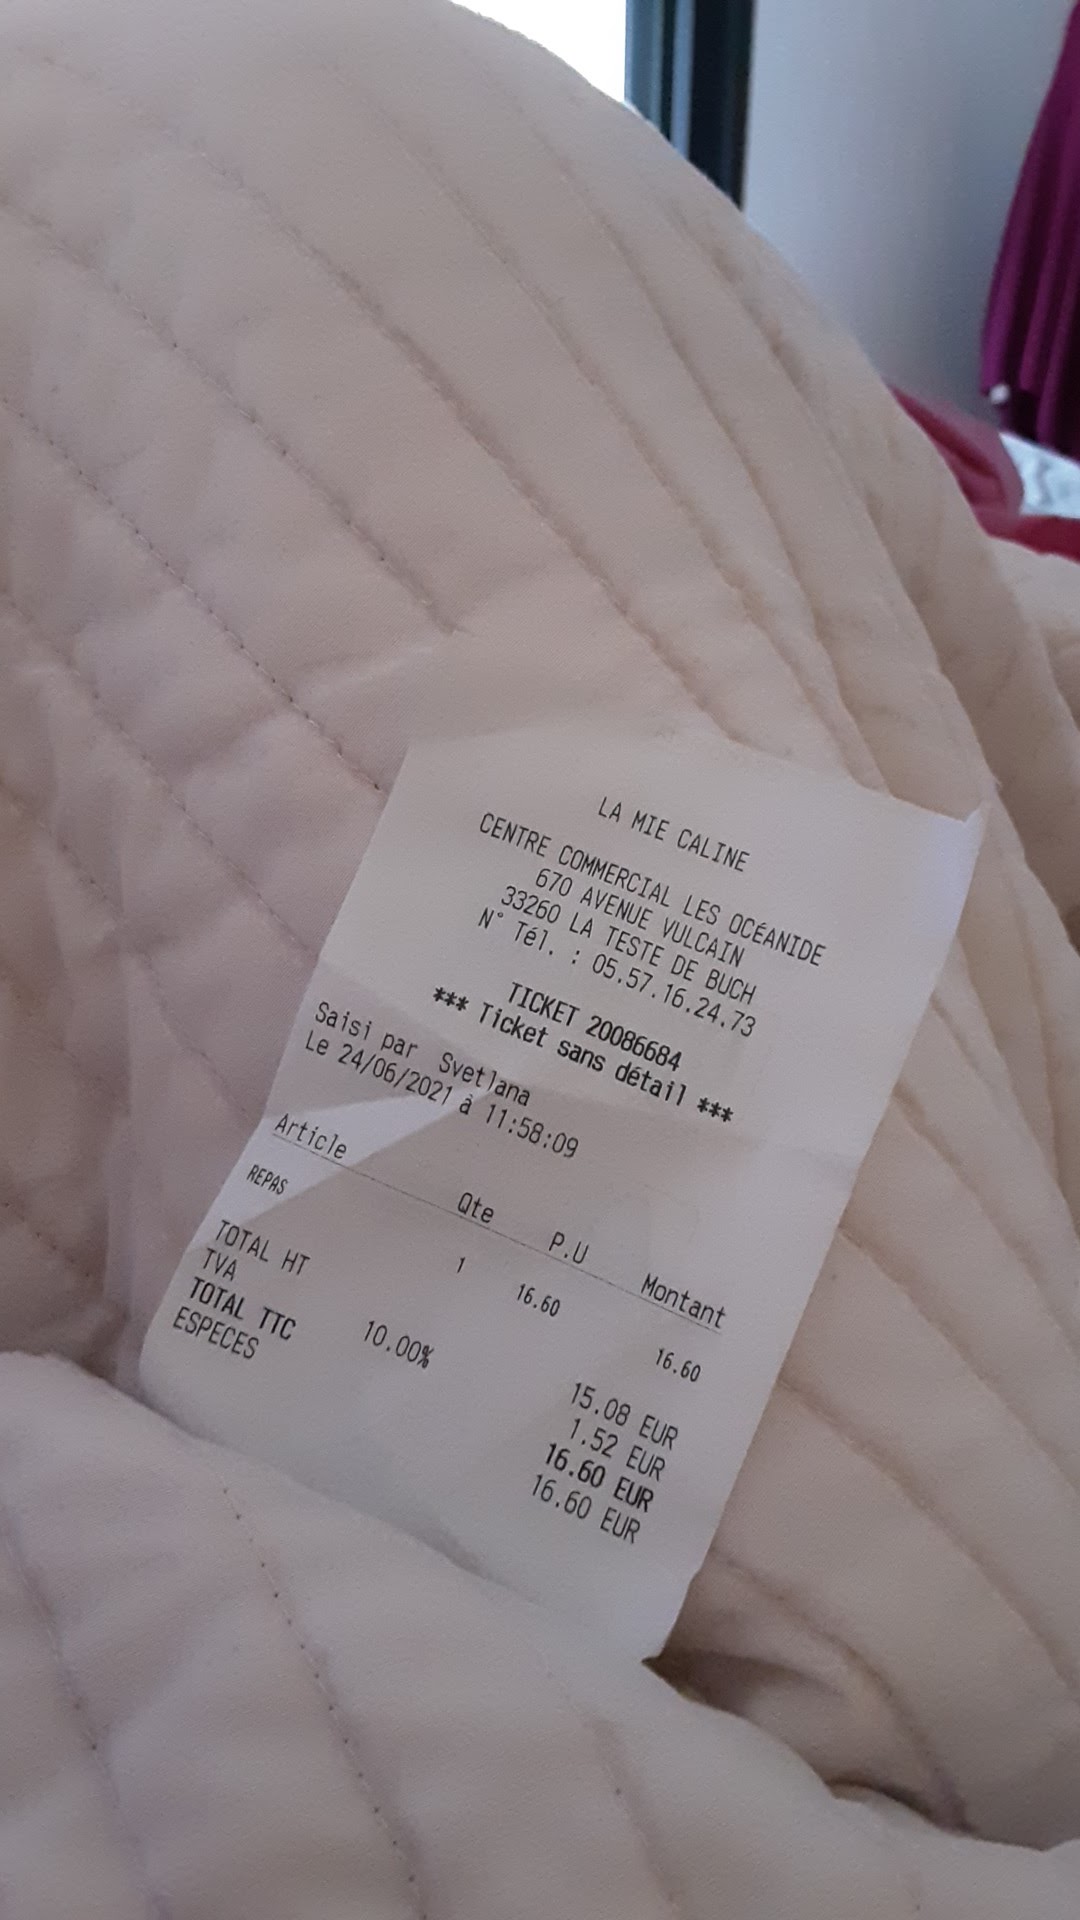 LA MIE CALINE
CENTRE COMMERCIAL LES OCÉANIDE
670 AVENUE VULCAIN
33260 LA TESTE DE BUCH
N° Tél. : 05.57.16.24.73
TICKET 20086684
*** Ticket sans détail ***
Saisi par Svetlana
Le 24/06/2021 à 11:58:09
Article Qte P.U Montant
REPAS 1 16.60 16.60
TOTAL HT 15.08 EUR
TVA 10.00% 1.52 EUR
TOTAL TTC 16.60 EUR
ESPECES 16.60 EUR